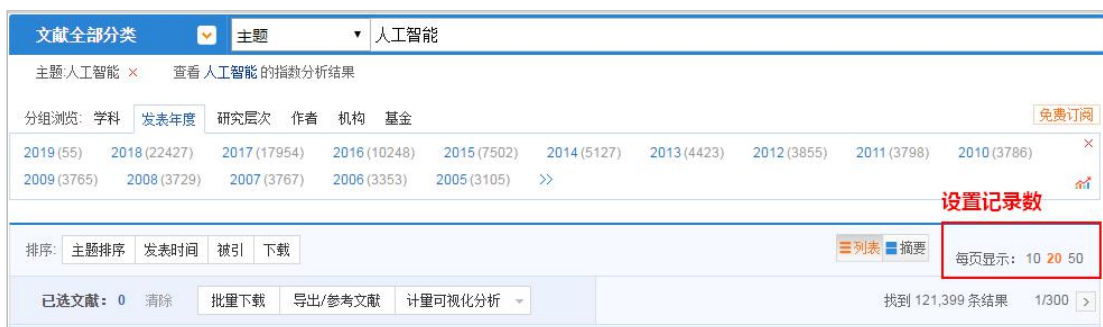 文献全部分类 主题 人工智能
主题:人工智能 × 查看 人工智能 的指数分析结果
分组浏览: 学科 发表年度 研究层次 作者 机构 基金 免费订阅
2019 (55) 2018 (22427) 2017 (17954) 2016 (10248) 2015 (7502) 2014 (5127) 2013 (4423) 2012 (3855) 2011 (3798) 2010 (3786) ×
2009 (3765) 2008 (3729) 2007 (3767) 2006 (3353) 2005 (3105) >>
设置记录数
排序: 主题排序 发表时间 被引 下载 列表 摘要 每页显示: 10 20 50
已选文献: 0 清除 批量下载 导出/参考文献 计量可视化分析 找到 121,399 条结果 1/300 >